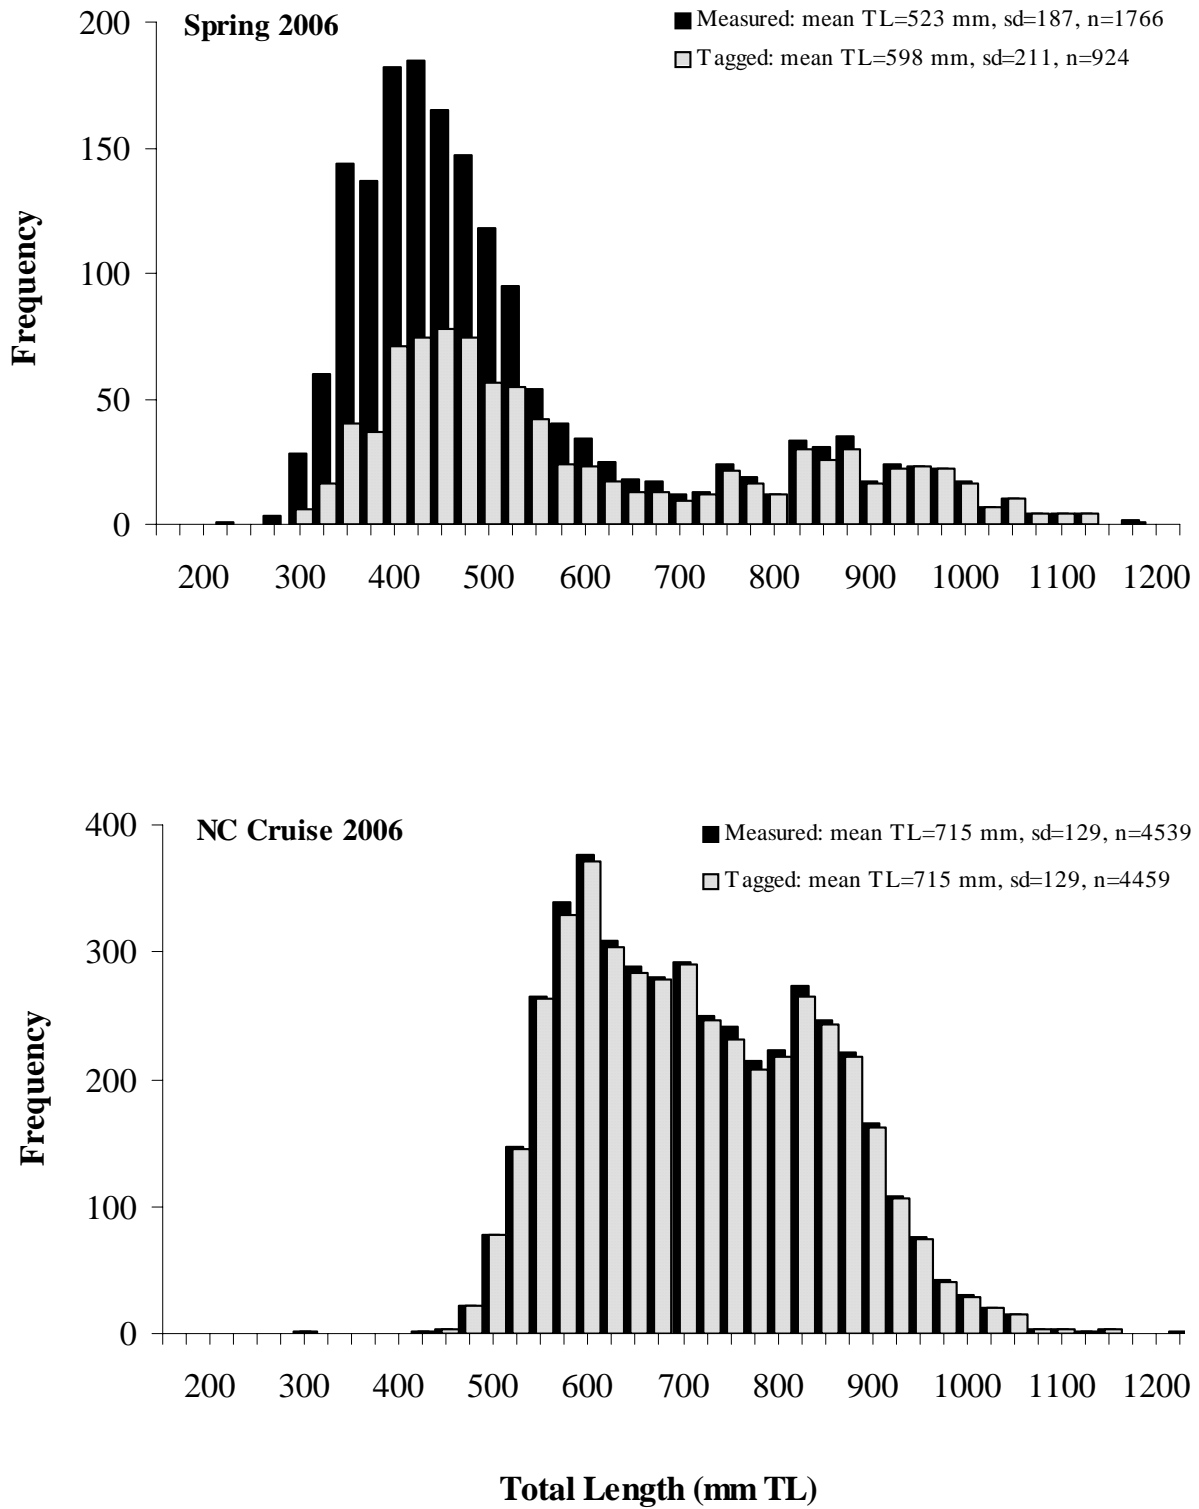 Spring 2006
Measured: mean TL=523 mm, sd=187, n=1766
Tagged: mean TL=598 mm, sd=211, n=924
200
150
100
50
0
Frequency
200 300 400 500 600 700 800 900 1000 1100 1200
NC Cruise 2006
Measured: mean TL=715 mm, sd=129, n=4539
Tagged: mean TL=715 mm, sd=129, n=4459
400
300
200
100
0
Frequency
200 300 400 500 600 700 800 900 1000 1100 1200
Total Length (mm TL)